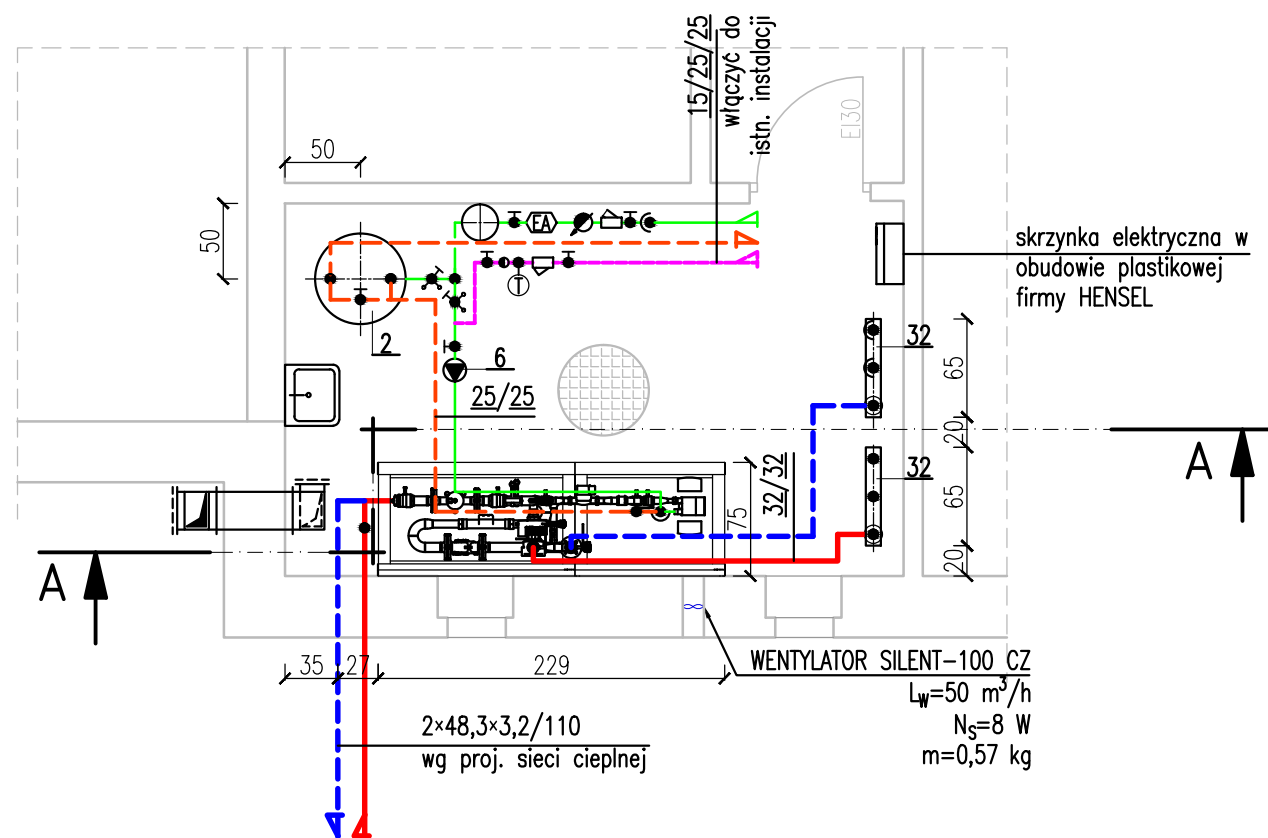 15/25/25
włączyć do
istn. instalacji
EI30
50
50
EA
T
skrzynka elektryczna w
obudowie plastikowej
firmy HENSEL
2
6
25/25
32
65
20
32
65
20
32/32
75
A
A
35
27
229
WENTYLATOR SILENT-100 CZ
Lw=50 m³/h
Ns=8 W
m=0,57 kg
2×48,3×3,2/110
wg proj. sieci cieplnej